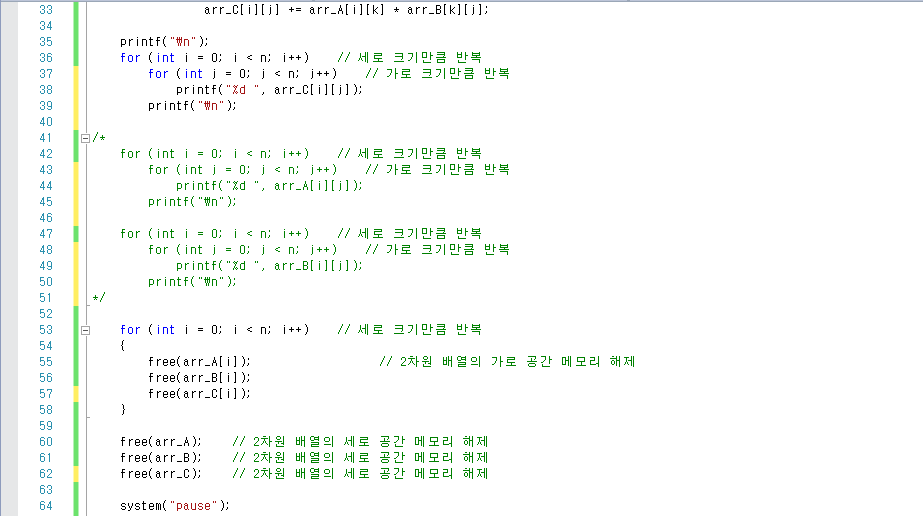 33 arr_C[i][j] += arr_A[i][k] * arr_B[k][j];
34
35 printf("₩n");
36 for (int i = 0; i < n; i++) // 세로 크기만큼 반복
37 for (int j = 0; j < n; j++) // 가로 크기만큼 반복
38 printf("%d ", arr_C[i][j]);
39 printf("₩n");
40
41 /*
42 for (int i = 0; i < n; i++) // 세로 크기만큼 반복
43 for (int j = 0; j < n; j++) // 가로 크기만큼 반복
44 printf("%d ", arr_A[i][j]);
45 printf("₩n");
46
47 for (int i = 0; i < n; i++) // 세로 크기만큼 반복
48 for (int j = 0; j < n; j++) // 가로 크기만큼 반복
49 printf("%d ", arr_B[i][j]);
50 printf("₩n");
51 */
52
53 for (int i = 0; i < n; i++) // 세로 크기만큼 반복
54 {
55 free(arr_A[i]); // 2차원 배열의 가로 공간 메모리 해제
56 free(arr_B[i]);
57 free(arr_C[i]);
58 }
59
60 free(arr_A); // 2차원 배열의 세로 공간 메모리 해제
61 free(arr_B); // 2차원 배열의 세로 공간 메모리 해제
62 free(arr_C); // 2차원 배열의 세로 공간 메모리 해제
63
64 system("pause");